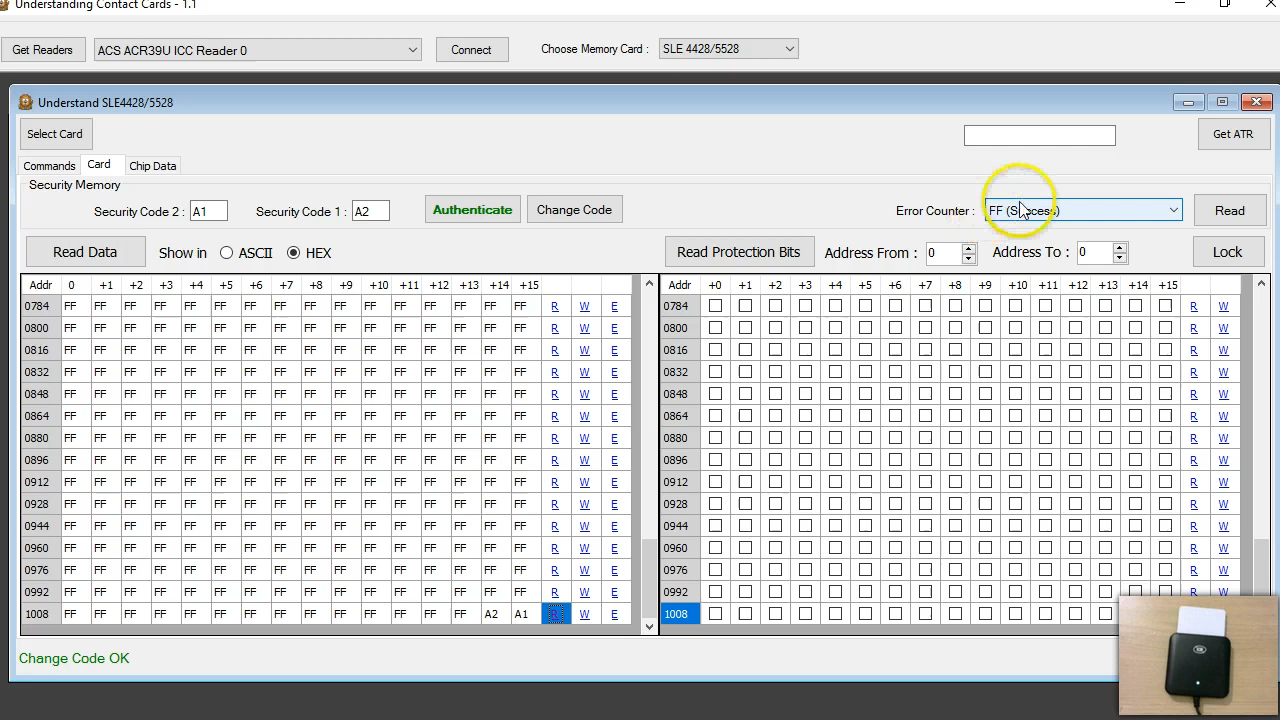 Understanding Contact Cards - 1.1
Get Readers ACS ACR39U ICC Reader 0 Connect Choose Memory Card : SLE 4428/5528
Understand SLE4428/5528
Select Card Get ATR
Commands Card Chip Data
Security Memory
Security Code 2 : A1 Security Code 1 : A2 Authenticate Change Code Error Counter : FF (Success) Read
Read Data Show in ASCII HEX Read Protection Bits Address From : 0 Address To : 0 Lock
Addr 0 +1 +2 +3 +4 +5 +6 +7 +8 +9 +10 +11 +12 +13 +14 +15 Addr +0 +1 +2 +3 +4 +5 +6 +7 +8 +9 +10 +11 +12 +13 +14 +15
0784 FF FF FF FF FF FF FF FF FF FF FF FF FF FF FF FF R W E 0784 R W
0800 FF FF FF FF FF FF FF FF FF FF FF FF FF FF FF FF R W E 0800 R W
0816 FF FF FF FF FF FF FF FF FF FF FF FF FF FF FF FF R W E 0816 R W
0832 FF FF FF FF FF FF FF FF FF FF FF FF FF FF FF FF R W E 0832 R W
0848 FF FF FF FF FF FF FF FF FF FF FF FF FF FF FF FF R W E 0848 R W
0864 FF FF FF FF FF FF FF FF FF FF FF FF FF FF FF FF R W E 0864 R W
0880 FF FF FF FF FF FF FF FF FF FF FF FF FF FF FF FF R W E 0880 R W
0896 FF FF FF FF FF FF FF FF FF FF FF FF FF FF FF FF R W E 0896 R W
0912 FF FF FF FF FF FF FF FF FF FF FF FF FF FF FF FF R W E 0912 R W
0928 FF FF FF FF FF FF FF FF FF FF FF FF FF FF FF FF R W E 0928 R W
0944 FF FF FF FF FF FF FF FF FF FF FF FF FF FF FF FF R W E 0944 R W
0960 FF FF FF FF FF FF FF FF FF FF FF FF FF FF FF FF R W E 0960 R W
0976 FF FF FF FF FF FF FF FF FF FF FF FF FF FF FF FF R W E 0976 R W
0992 FF FF FF FF FF FF FF FF FF FF FF FF FF FF FF FF R W E 0992 R W
1008 FF FF FF FF FF FF FF FF FF FF FF FF FF FF A2 A1 R W E 1008
Change Code OK